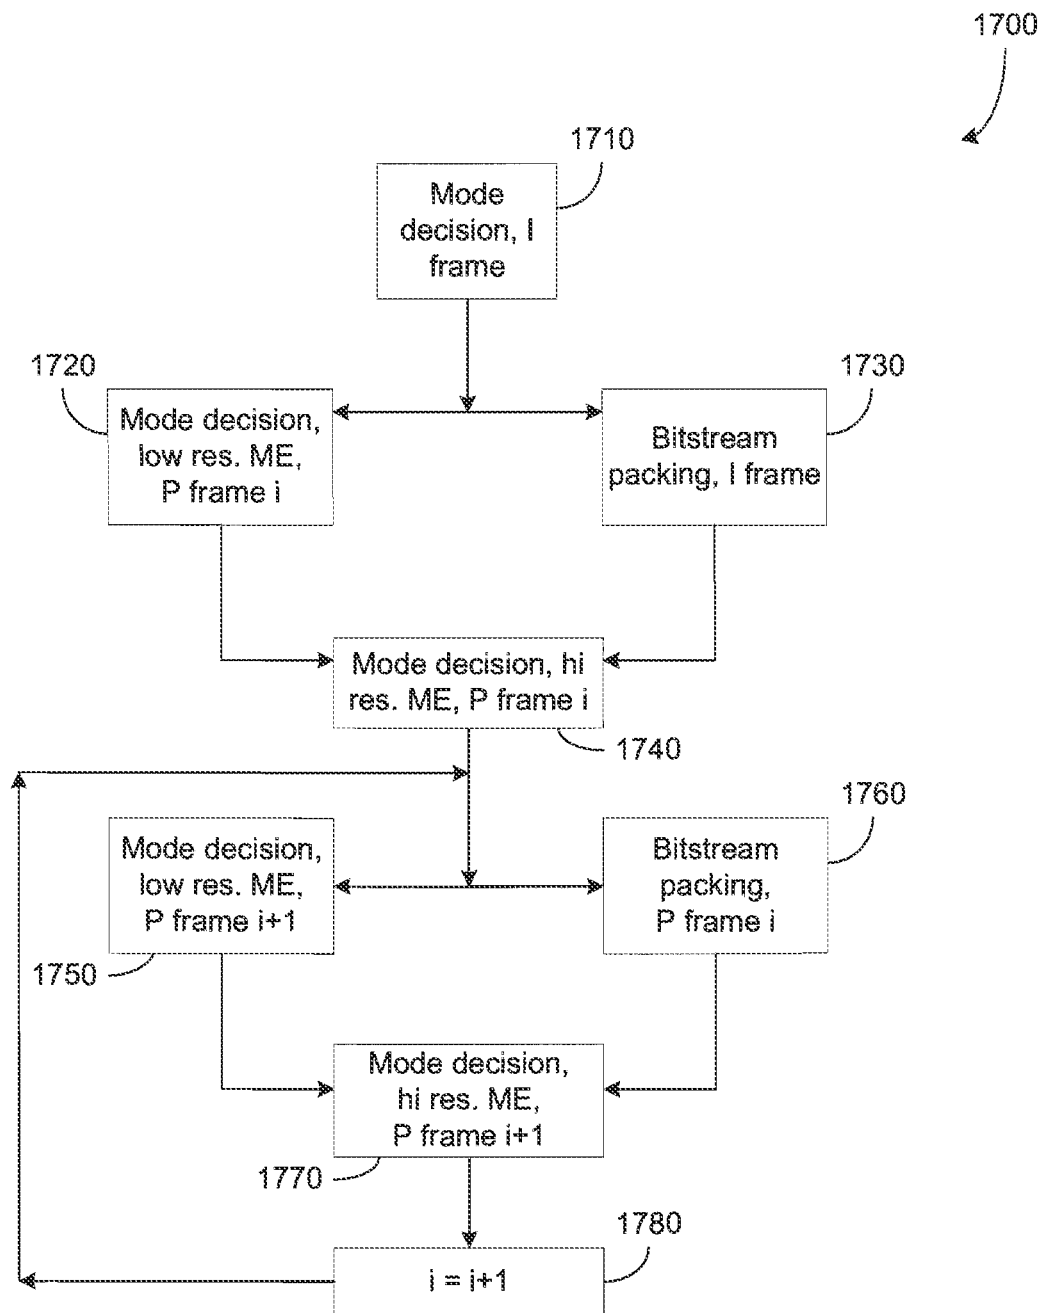 1700
1710
Mode
decision, I
frame
1720
1730
Mode decision,
low res. ME,
P frame i
Bitstream
packing, I frame
Mode decision, hi
res. ME, P frame i
1740
1760
Mode decision,
low res. ME,
P frame i+1
Bitstream
packing,
P frame i
1750
Mode decision,
hi res. ME,
P frame i+1
1770
1780
i = i+1